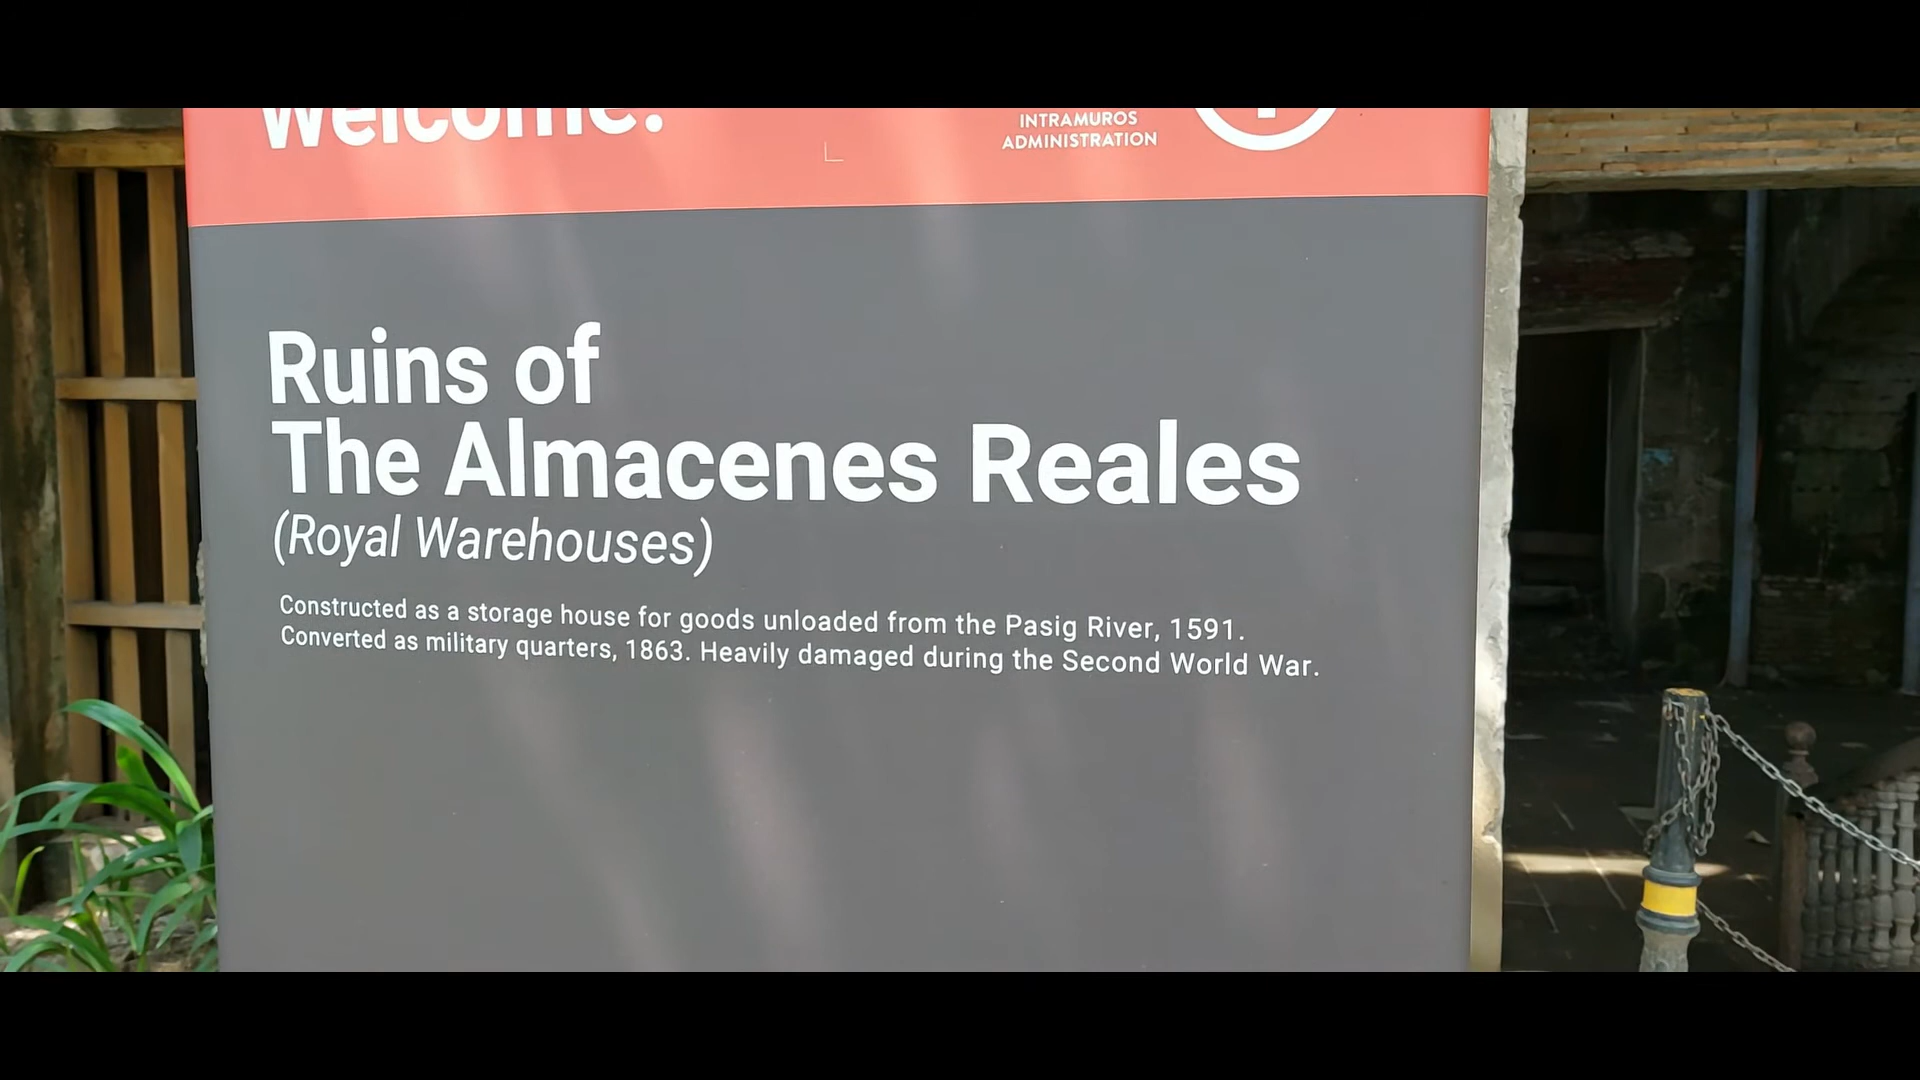 Welcome!
INTRAMUROS
ADMINISTRATION
Ruins of
The Almacenes Reales
(Royal Warehouses)
Constructed as a storage house for goods unloaded from the Pasig River, 1591.
Converted as military quarters, 1863. Heavily damaged during the Second World War.